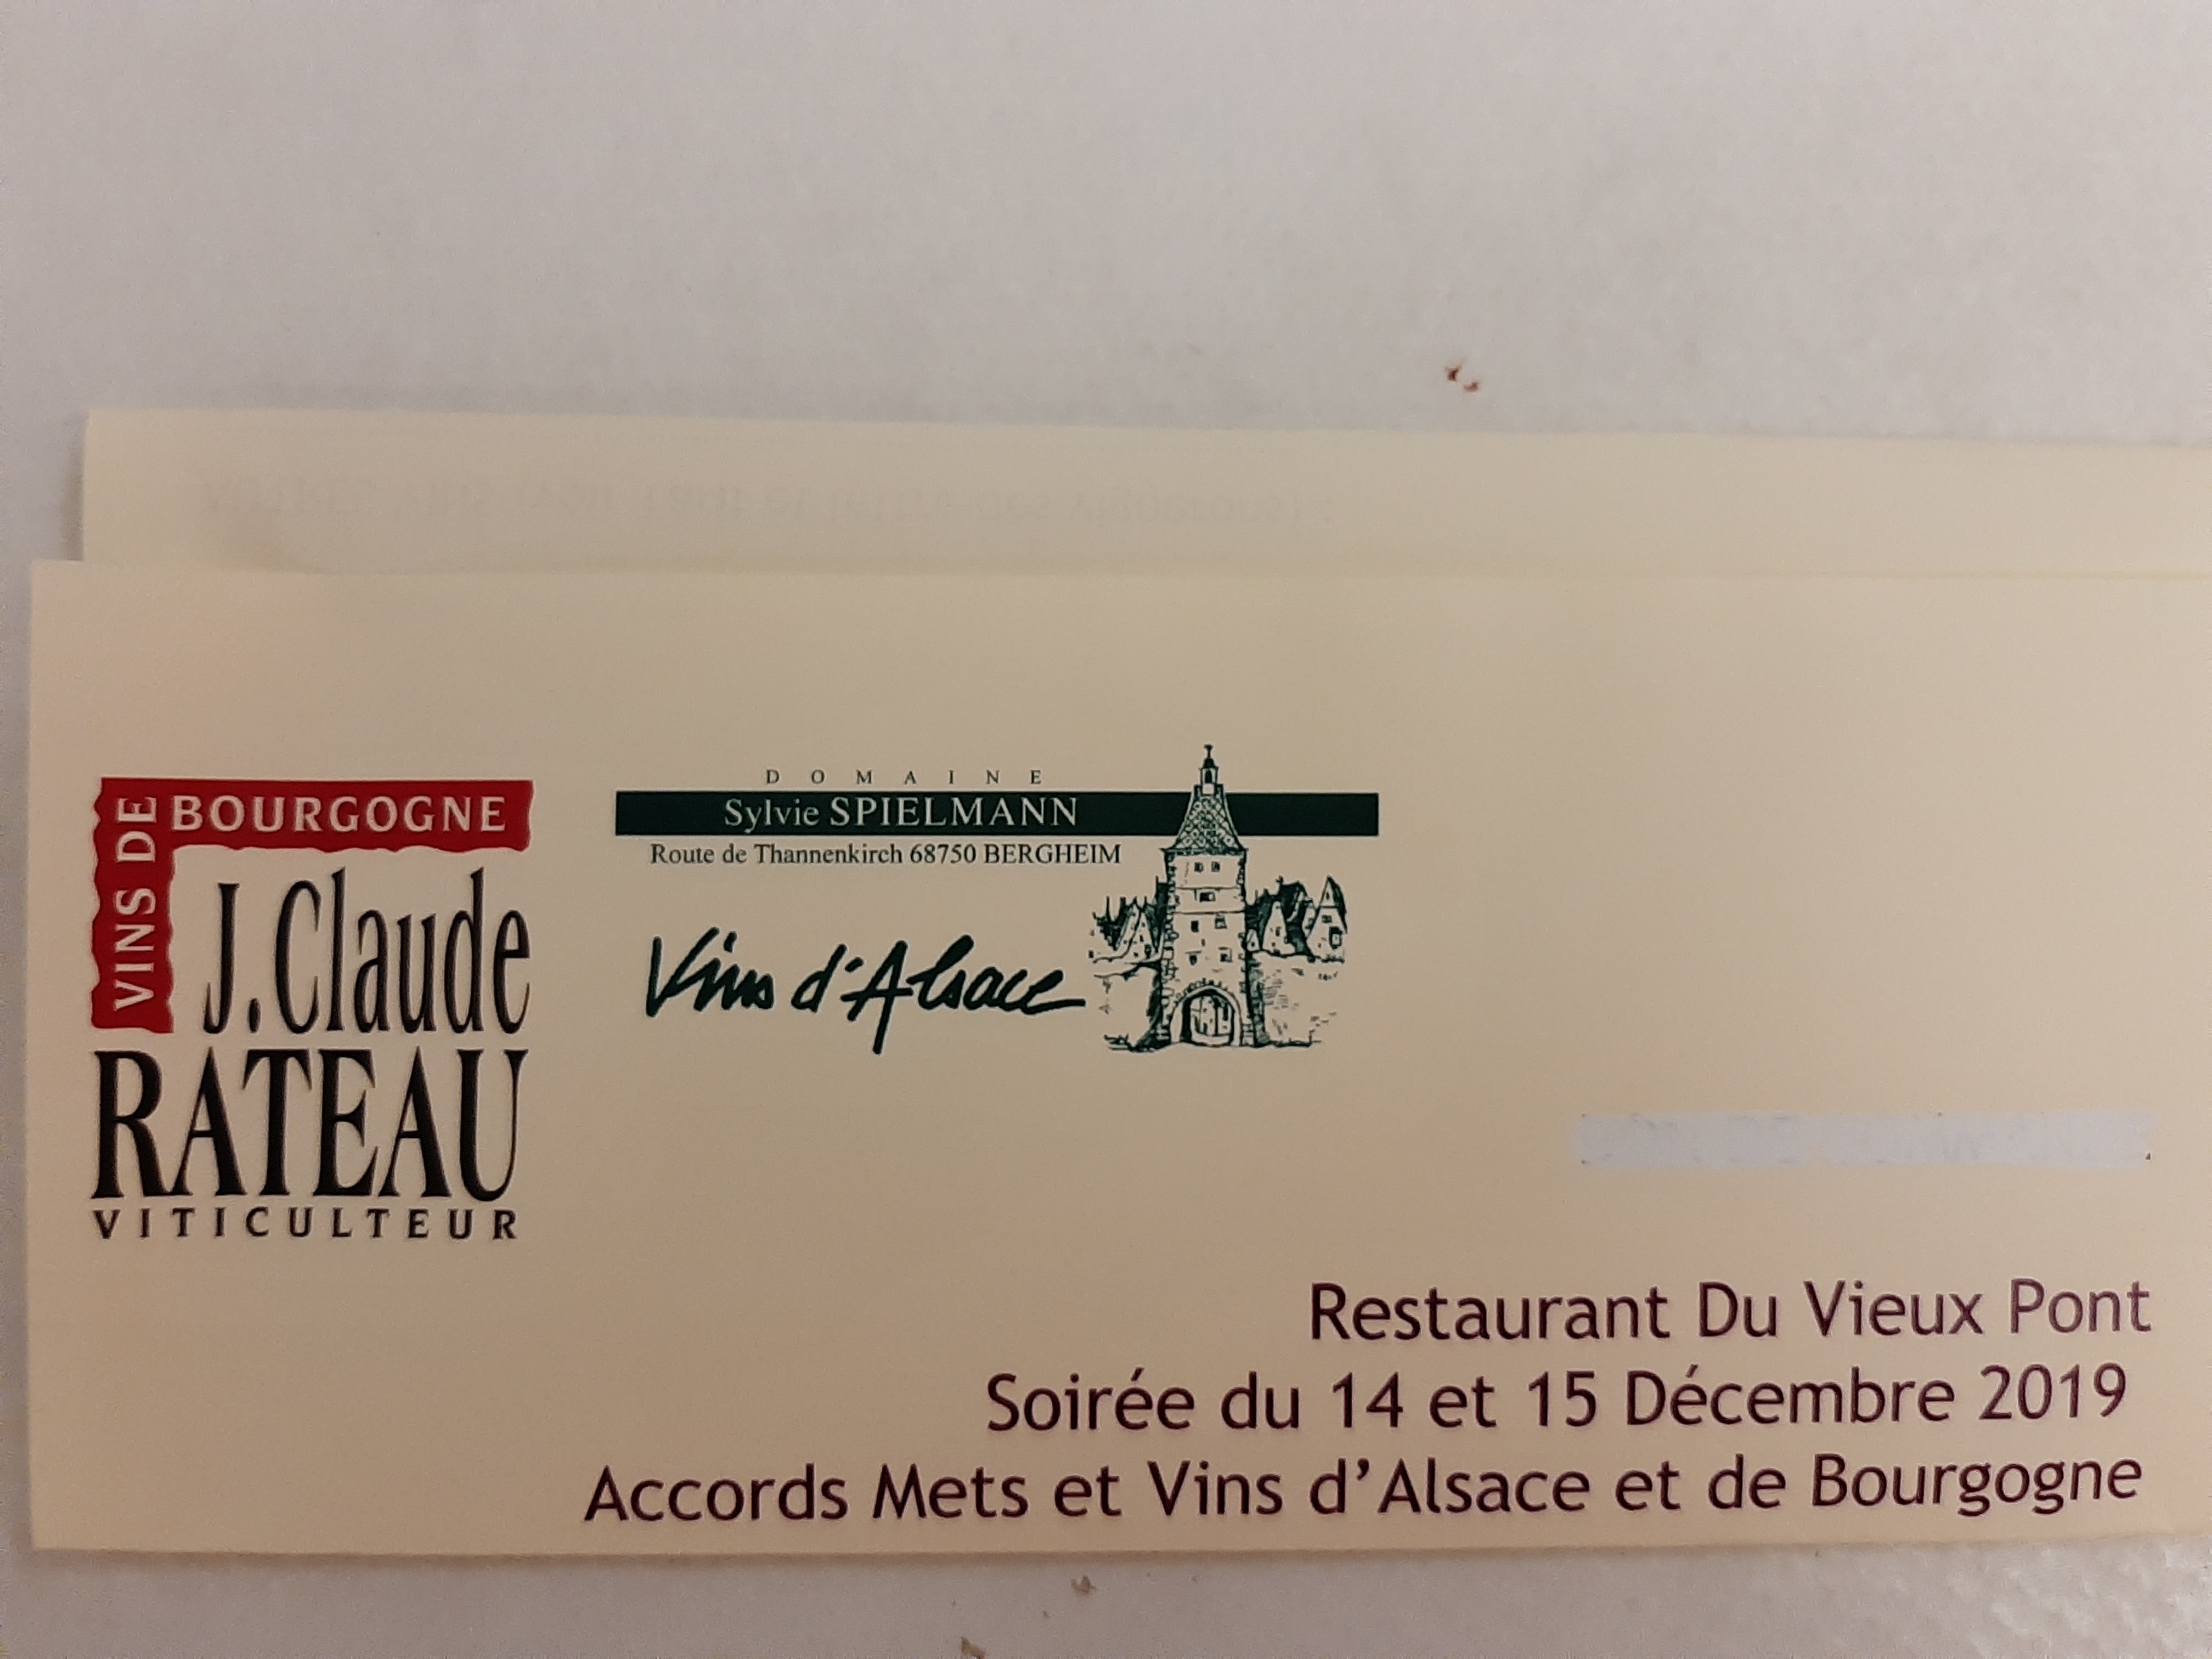 VINS DE
BOURGOGNE
J.Claude
RATEAU
VITICULTEUR
DOMAINE
Sylvie SPIELMANN
Route de Thannenkirch 68750 BERGHEIM
Vins d'Alsace
Restaurant Du Vieux Pont
Soirée du 14 et 15 Décembre 2019
Accords Mets et Vins d'Alsace et de Bourgogne